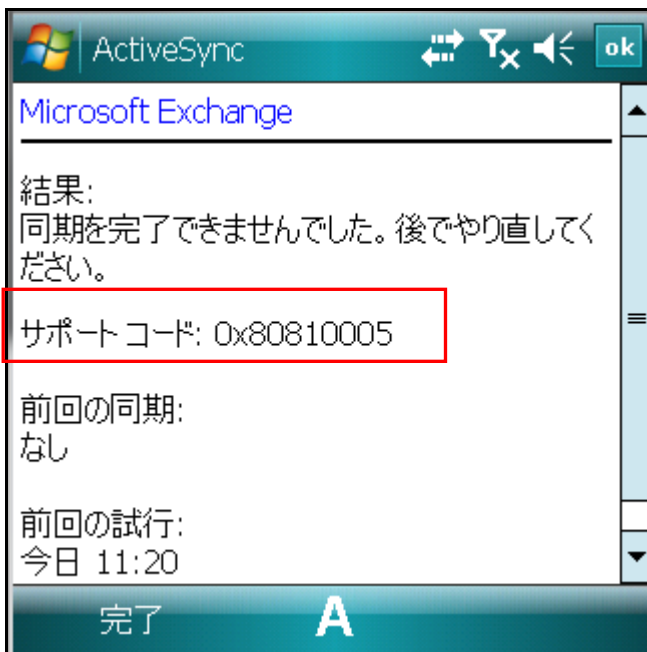 ActiveSync
ok
Microsoft Exchange
結果:
同期を完了できませんでした。後でやり直してく
ださい。
サポート コード: 0x80810005
前回の同期:
なし
前回の試行:
今日 11:20
完了
A